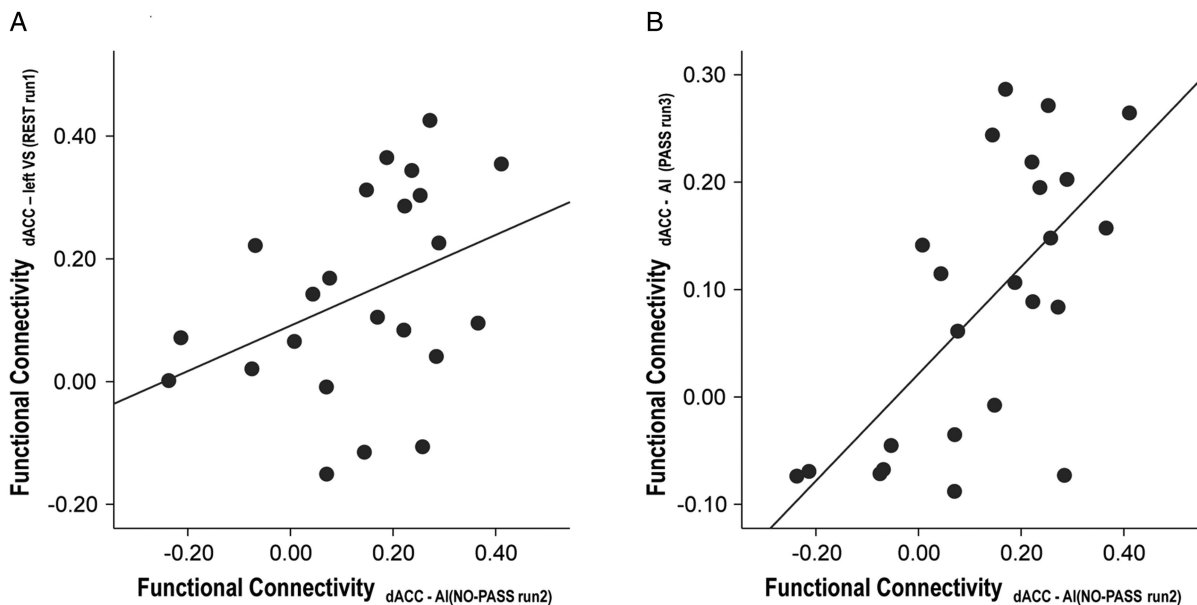 A
B
Functional Connectivity dACC – left VS (REST run1)
0.40
0.20
0.00
-0.20
-0.20 0.00 0.20 0.40
Functional Connectivity dACC - AI(NO-PASS run2)
Functional Connectivity dACC - AI (PASS run3)
0.30
0.20
0.10
0.00
-0.10
-0.20 0.00 0.20 0.40
Functional Connectivity dACC - AI(NO-PASS run2)